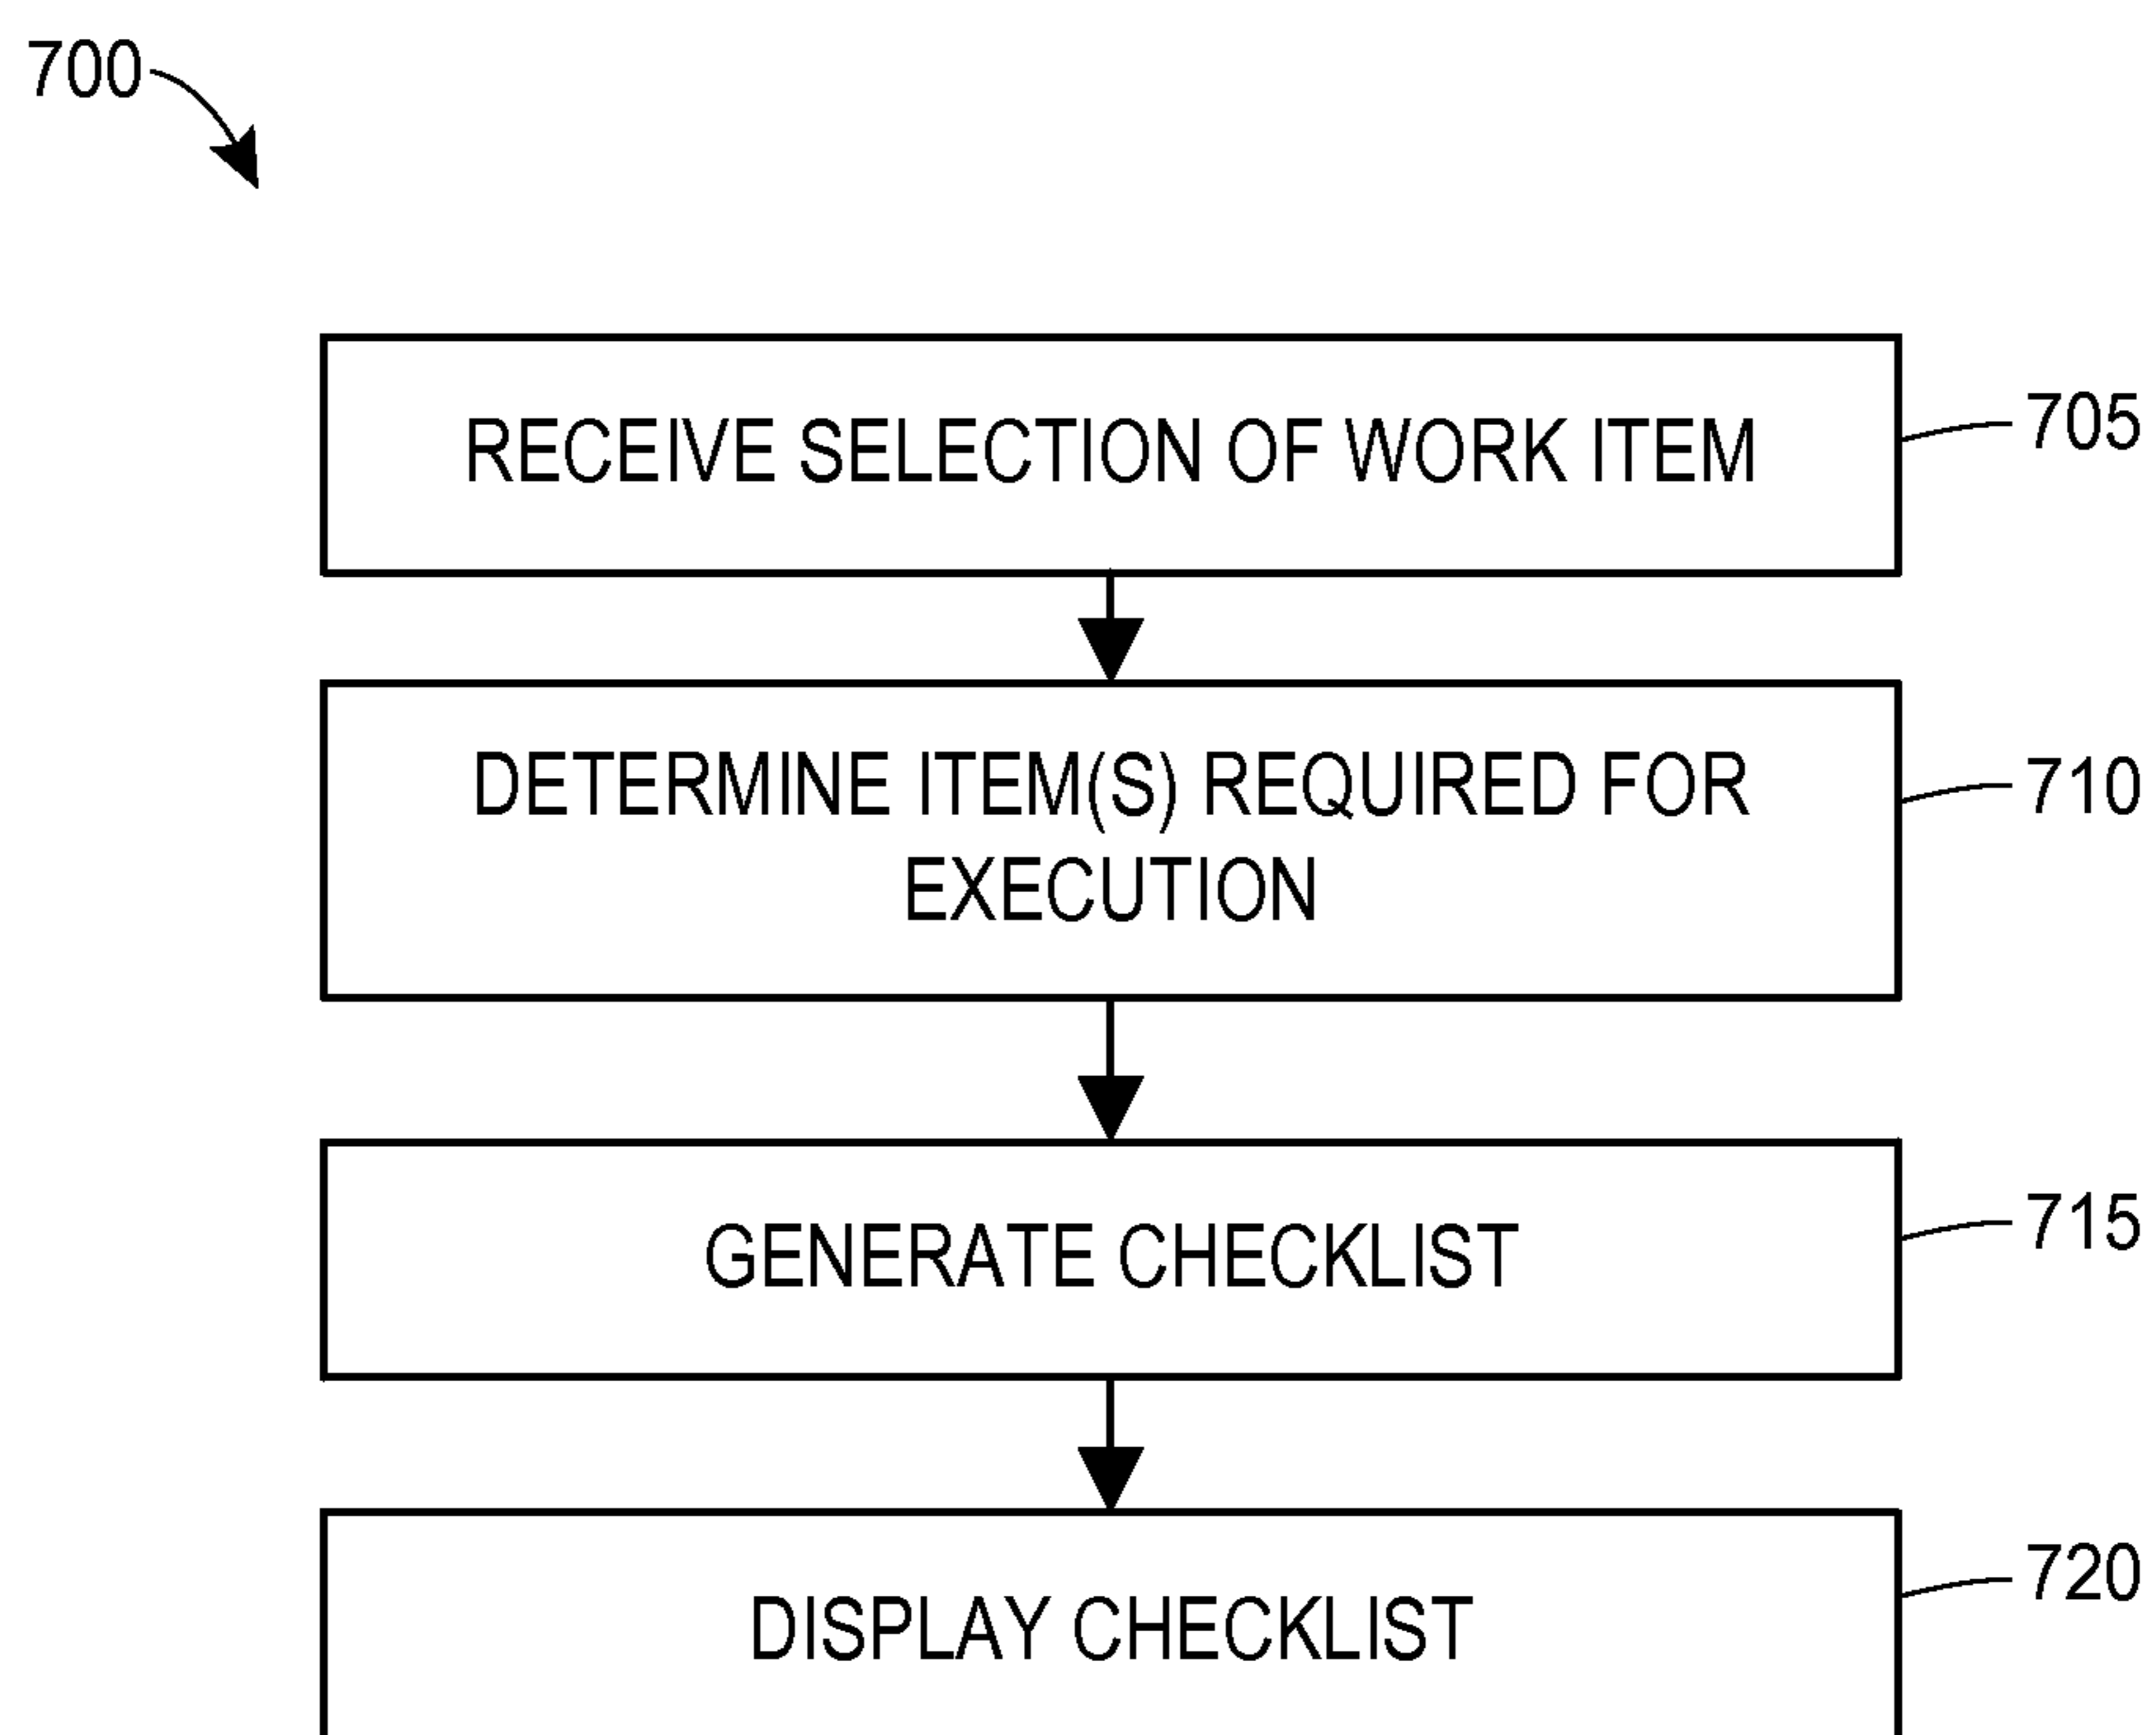 700
RECEIVE SELECTION OF WORK ITEM
705
DETERMINE ITEM(S) REQUIRED FOR
EXECUTION
710
GENERATE CHECKLIST
715
DISPLAY CHECKLIST
720